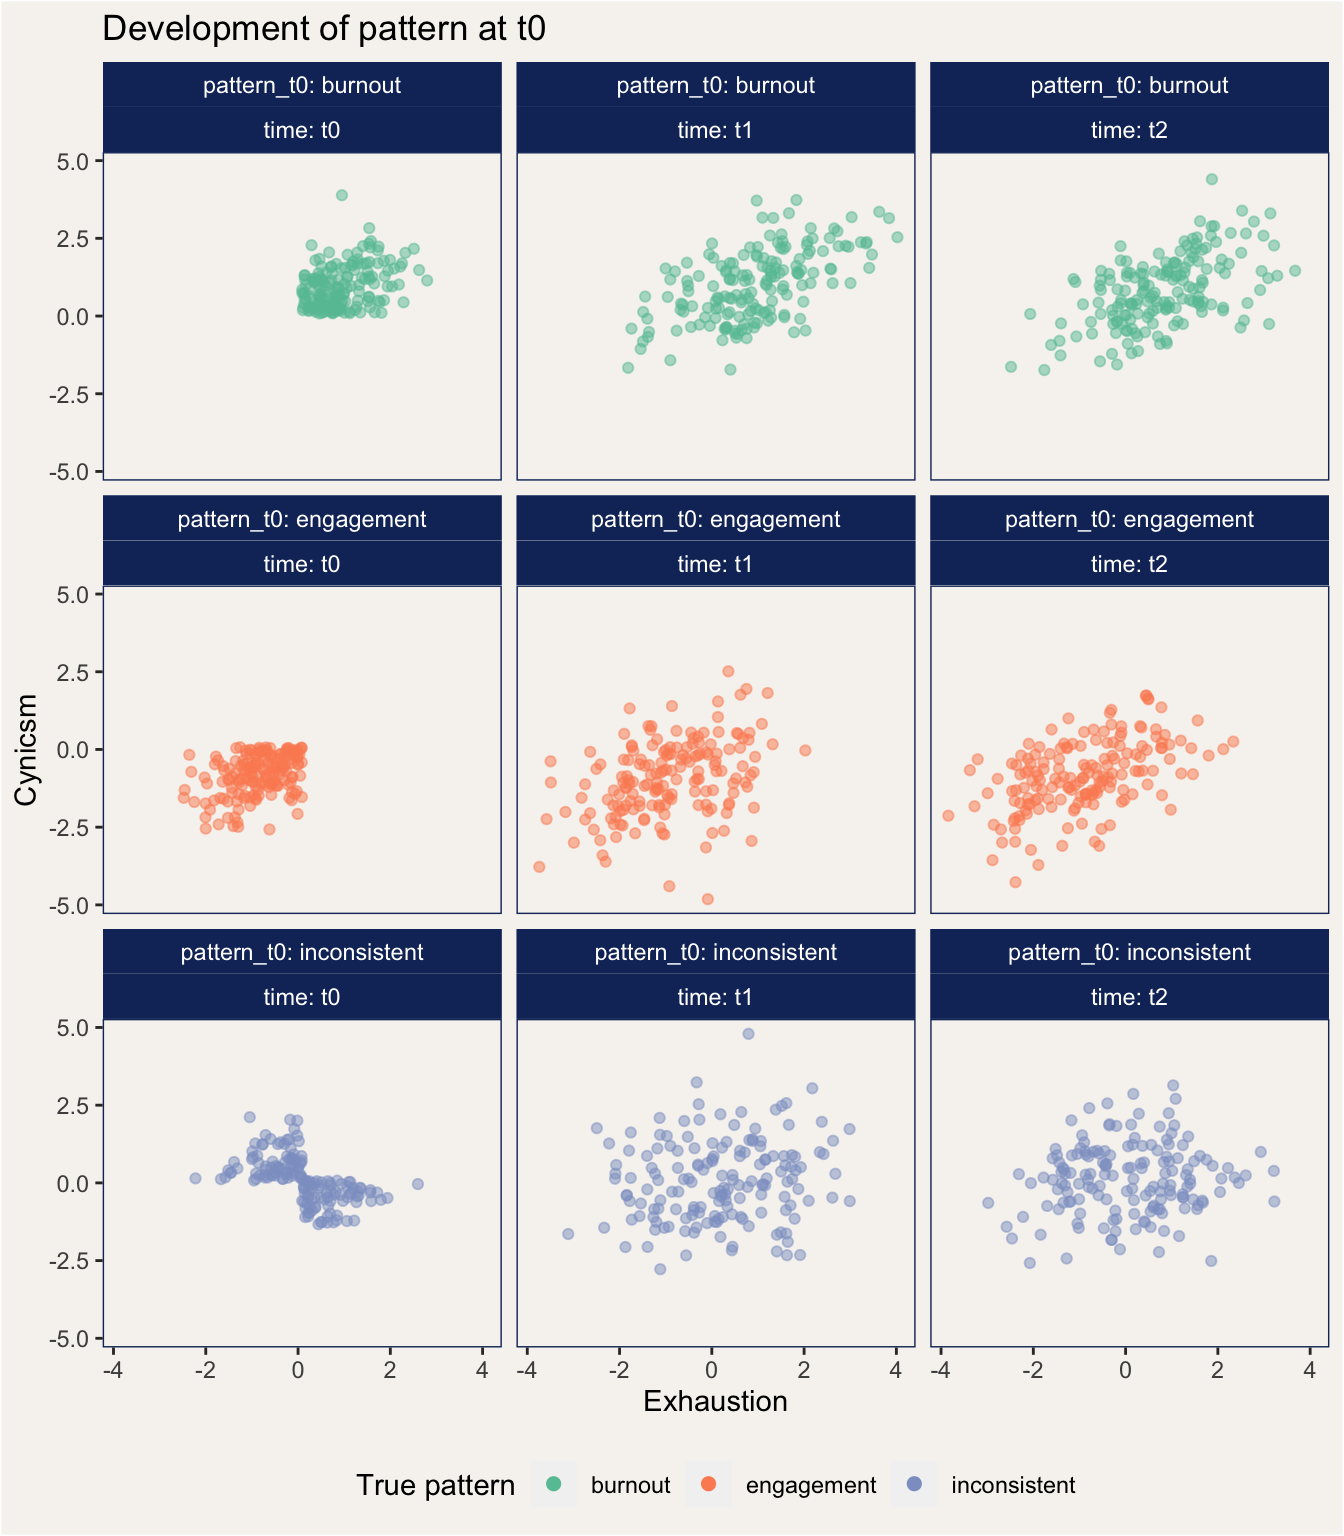 Development of pattern at t0
pattern_t0: burnout pattern_t0: burnout pattern_t0: burnout
time: t0 time: t1 time: t2
5.0
2.5
0.0
-2.5
-5.0
pattern_t0: engagement pattern_t0: engagement pattern_t0: engagement
time: t0 time: t1 time: t2
5.0
2.5
0.0
-2.5
-5.0
Cynicsm
pattern_t0: inconsistent pattern_t0: inconsistent pattern_t0: inconsistent
time: t0 time: t1 time: t2
5.0
2.5
0.0
-2.5
-5.0
-4 -2 0 2 4 -4 -2 0 2 4 -4 -2 0 2 4
Exhaustion
True pattern burnout engagement inconsistent